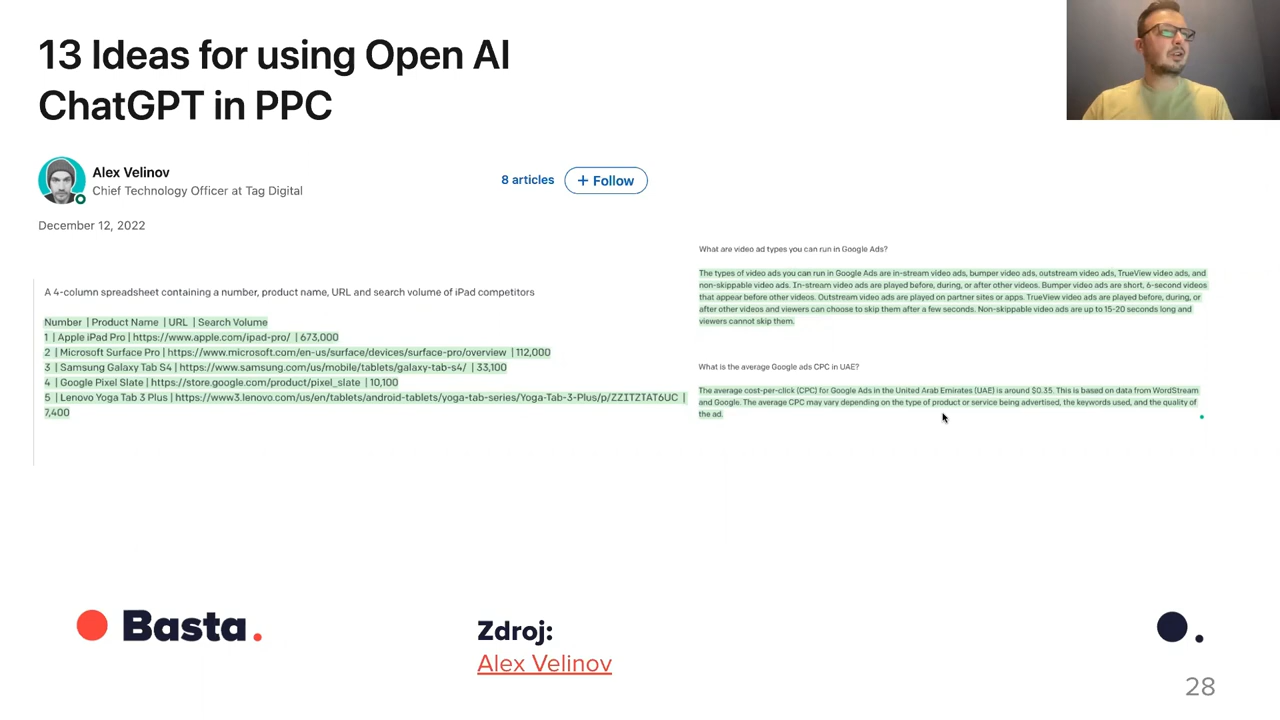 13 Ideas for using Open AI
ChatGPT in PPC
Alex Velinov
Chief Technology Officer at Tag Digital
8 articles
+ Follow
December 12, 2022
A 4-column spreadsheet containing a number, product name, URL and search volume of iPad competitors
Number | Product Name | URL | Search Volume
1 | Apple iPad Pro | https://www.apple.com/ipad-pro/ | 673,000
2 | Microsoft Surface Pro | https://www.microsoft.com/en-us/surface/devices/surface-pro/overview | 112,000
3 | Samsung Galaxy Tab S4 | https://www.samsung.com/us/mobile/tablets/galaxy-tab-s4/ | 33,100
4 | Google Pixel Slate | https://store.google.com/product/pixel_slate | 10,100
5 | Lenovo Yoga Tab 3 Plus | https://www3.lenovo.com/us/en/tablets/android-tablets/yoga-tab-series/Yoga-Tab-3-Plus/p/ZZITZTAT6UC |
7,400
What are video ad types you can run in Google Ads?
The types of video ads you can run in Google Ads are in-stream video ads, bumper video ads, outstream video ads, TrueView video ads, and
non-skippable video ads. In-stream video ads are played before, during, or after other videos. Bumper video ads are short, 6-second videos
that appear before other videos. Outstream video ads are played on partner sites or apps. TrueView video ads are played before, during, or
after other videos and viewers can choose to skip them after a few seconds. Non-skippable video ads are up to 15-20 seconds long and
viewers cannot skip them.
What is the average Google ads CPC in UAE?
The average cost-per-click (CPC) for Google Ads in the United Arab Emirates (UAE) is around $0.35. This is based on data from WordStream
and Google. The average CPC may vary depending on the type of product or service being advertised, the keywords used, and the quality of
the ad.
Basta.
Zdroj:
Alex Velinov
28